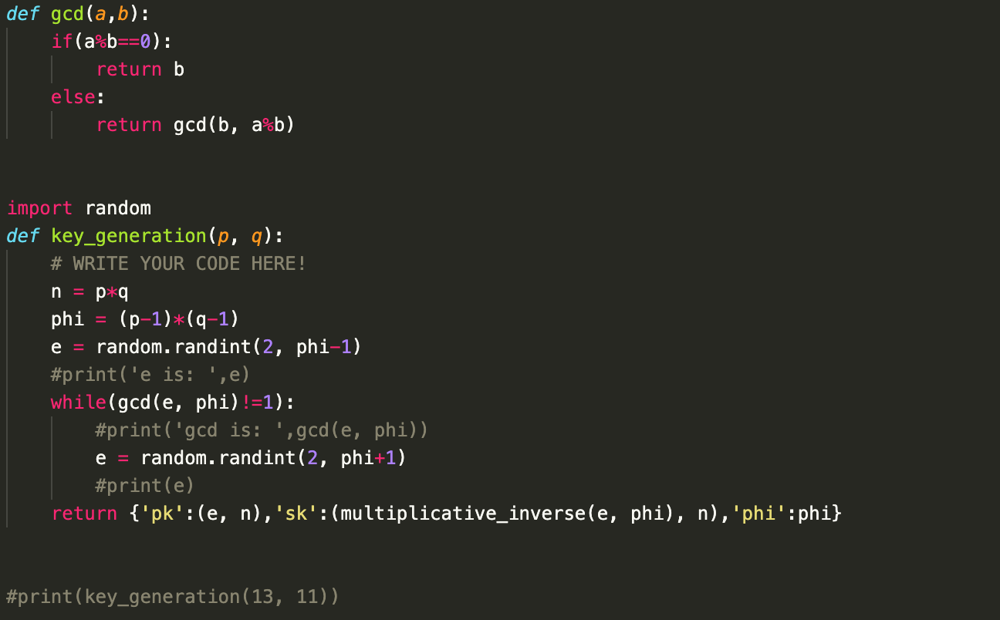 def gcd(a,b):
    if(a%b==0):
        return b
    else:
        return gcd(b, a%b)
import random
def key_generation(p, q):
    # WRITE YOUR CODE HERE!
    n = p*q
    phi = (p-1)*(q-1)
    e = random.randint(2, phi-1)
    #print('e is: ',e)
    while(gcd(e, phi)!=1):
        #print('gcd is: ',gcd(e, phi))
        e = random.randint(2, phi+1)
        #print(e)
    return {'pk':(e, n),'sk':(multiplicative_inverse(e, phi), n),'phi':phi}
#print(key_generation(13, 11))